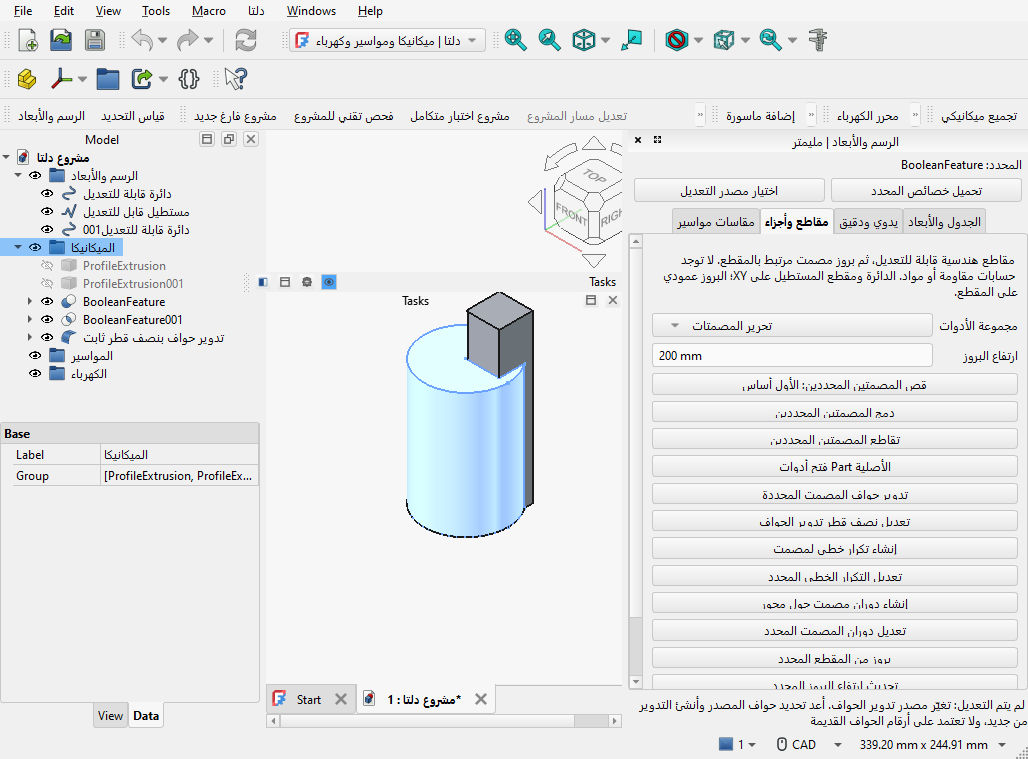 File Edit View Tools Macro دلتا Windows Help
دلتا | ميكانيكا ومواسير وكهرباء
الرسم والأبعاد قياس التحديد مشروع فارغ جديد فحص تقني للمشروع مشروع اختبار متكامل تعديل مسار المشروع » إضافة ماسورة » محرر الكهرباء » تجميع ميكانيكي
Model
مشروع دلتا
الرسم والأبعاد
دائرة قابلة للتعديل
مستطيل قابل للتعديل
دائرة قابلة للتعديل001
الميكانيكا
ProfileExtrusion
ProfileExtrusion001
BooleanFeature
BooleanFeature001
تدوير حواف بنصف قطر ثابت
المواسير
الكهرباء
Base
Label الميكانيكا
Group [ProfileExtrusion, ProfileEx...
View Data
TOP
FRONT
RIGH
Tasks
Tasks
Start
مشروع دلتا : 1*
الرسم والأبعاد | مليمتر
المحدد: BooleanFeature
اختيار مصدر التعديل تحميل خصائص المحدد
مقاسات مواسير مقاطع وأجزاء يدوي ودقيق الجدول والأبعاد
مقاطع هندسية قابلة للتعديل، ثم بروز مصمت مرتبط بالمقطع. لا توجد
حسابات مقاومة أو مواد. الدائرة ومقطع المستطيل على XY؛ البروز عمودي
على المقطع.
مجموعة الأدوات تحرير المصمتات
ارتفاع البروز 200 mm
قص المصمتين المحددين: الأول أساس
دمج المصمتين المحددين
تقاطع المصمتين المحددين
فتح أدوات Part الأصلية
تدوير حواف المصمت المحددة
تعديل نصف قطر تدوير الحواف
إنشاء تكرار خطي لمصمت
تعديل التكرار الخطي المحدد
إنشاء دوران مصمت حول محور
تعديل دوران المصمت المحدد
بروز من المقطع المحدد
تحديث ارتفاع البروز المحدد
لم يتم التعديل: تغيّر مصدر تدوير الحواف. أعد تحديد حواف المصدر وأنشئ التدوير
من جديد، ولا تعتمد على أرقام الحواف القديمة
1 CAD 339.20 mm x 244.91 mm